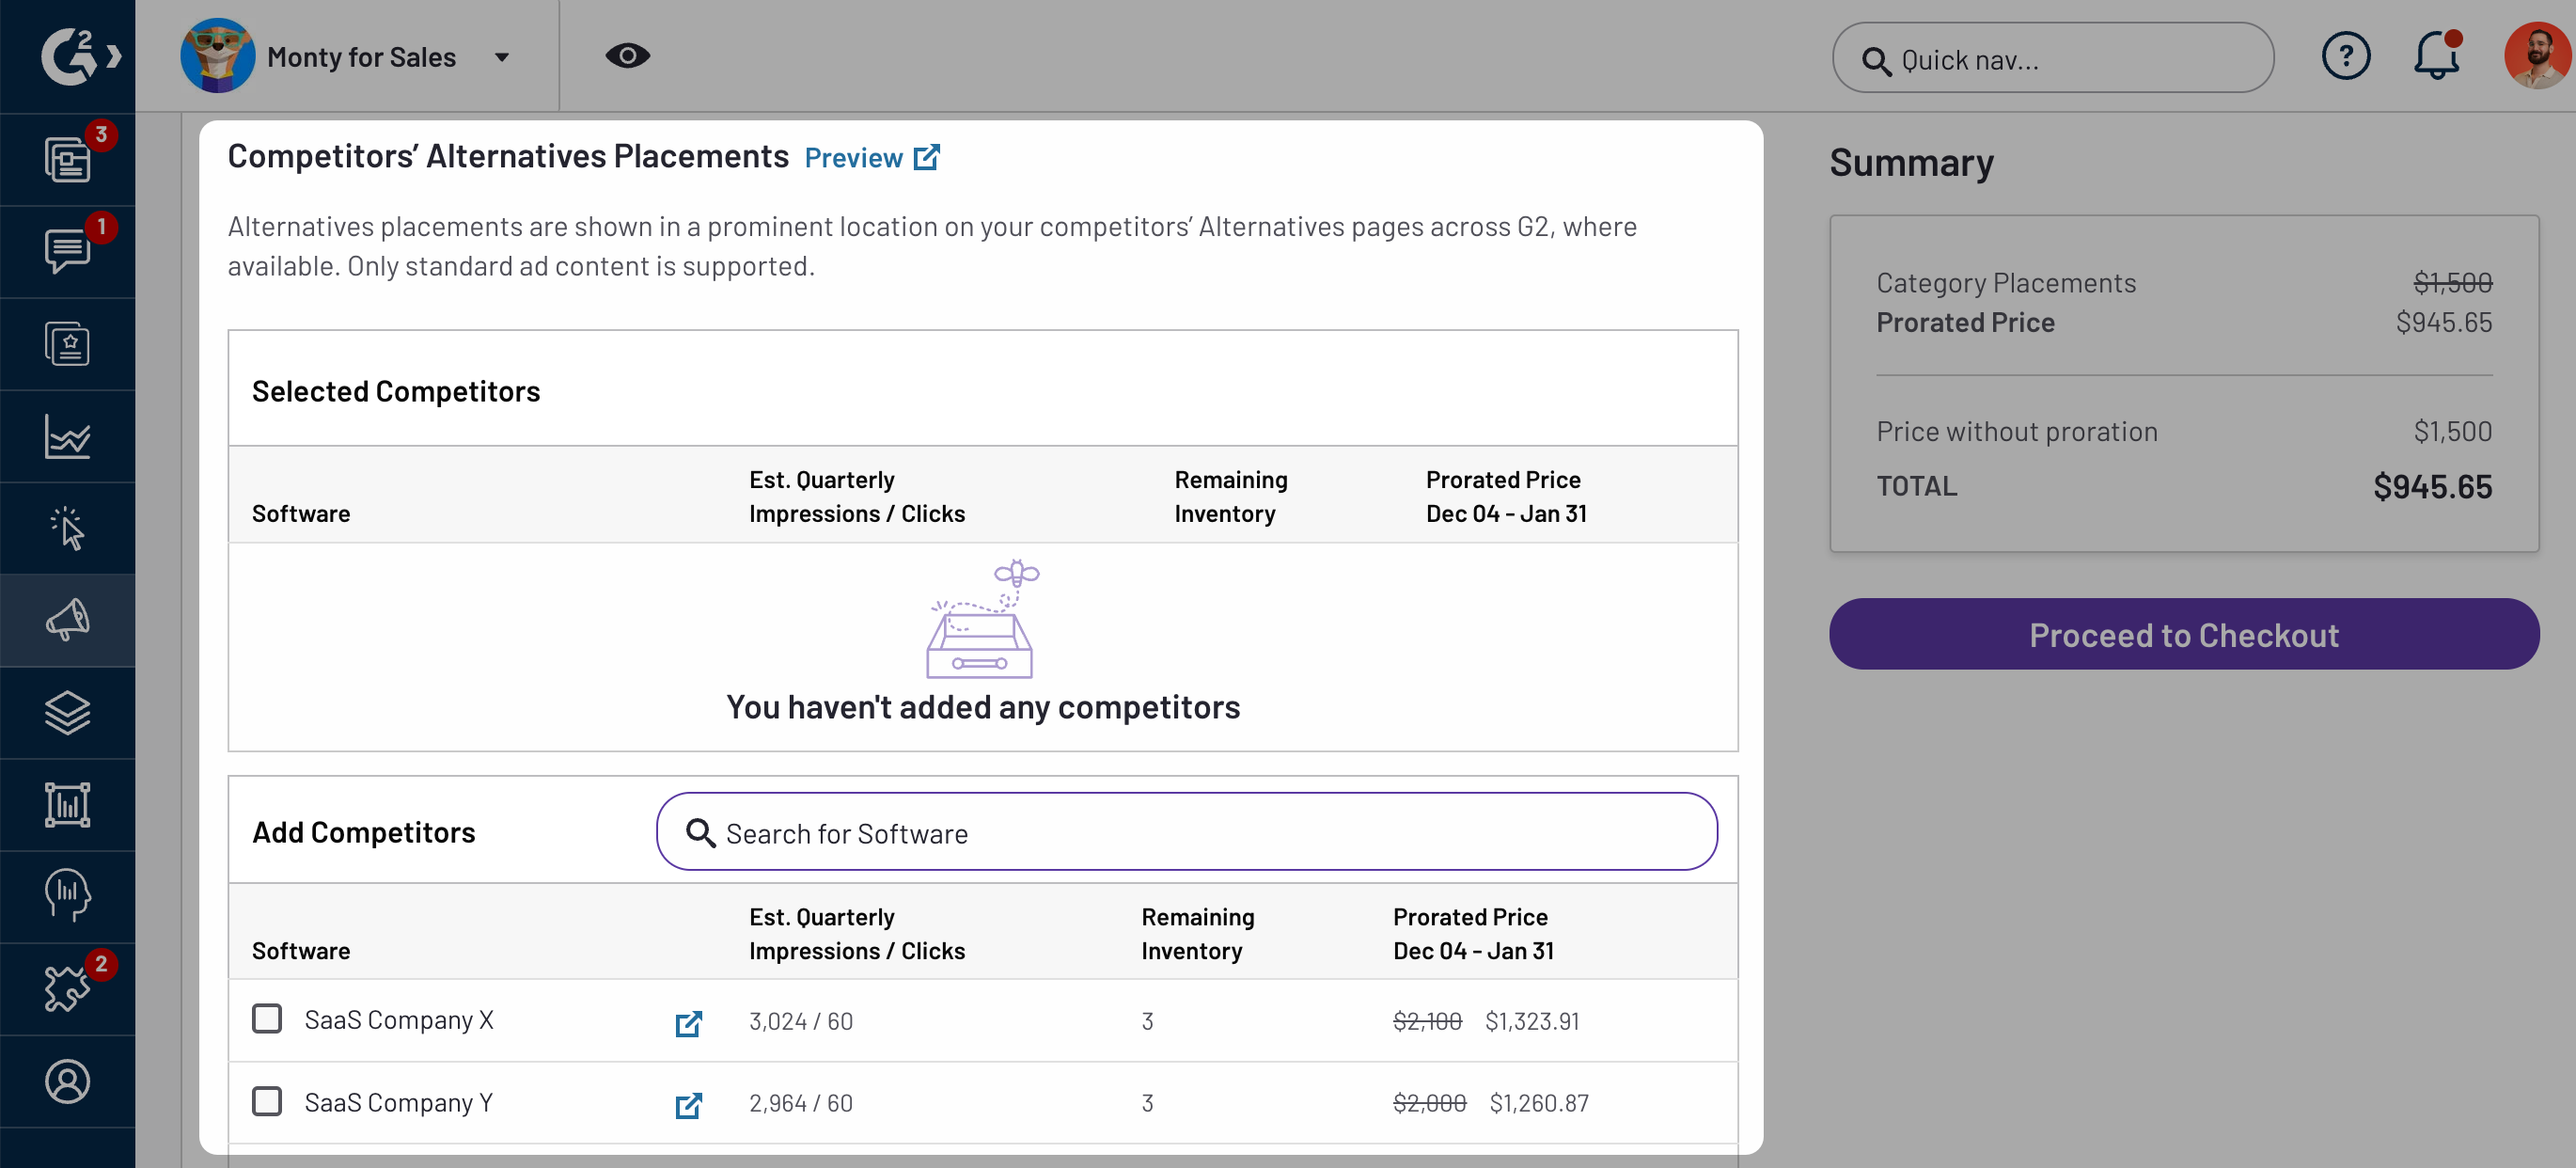 G2
Monty for Sales
Quick nav...
?
3
1
2
Competitors’ Alternatives Placements Preview
Alternatives placements are shown in a prominent location on your competitors’ Alternatives pages across G2, where
available. Only standard ad content is supported.
Selected Competitors
Software
Est. Quarterly
Impressions / Clicks
Remaining
Inventory
Prorated Price
Dec 04 - Jan 31
You haven't added any competitors
Add Competitors
Search for Software
Software
Est. Quarterly
Impressions / Clicks
Remaining
Inventory
Prorated Price
Dec 04 - Jan 31
SaaS Company X 3,024 / 60 3 $2,100 $1,323.91
SaaS Company Y 2,964 / 60 3 $2,000 $1,260.87
Summary
Category Placements $1,500
Prorated Price $945.65
Price without proration $1,500
TOTAL $945.65
Proceed to Checkout